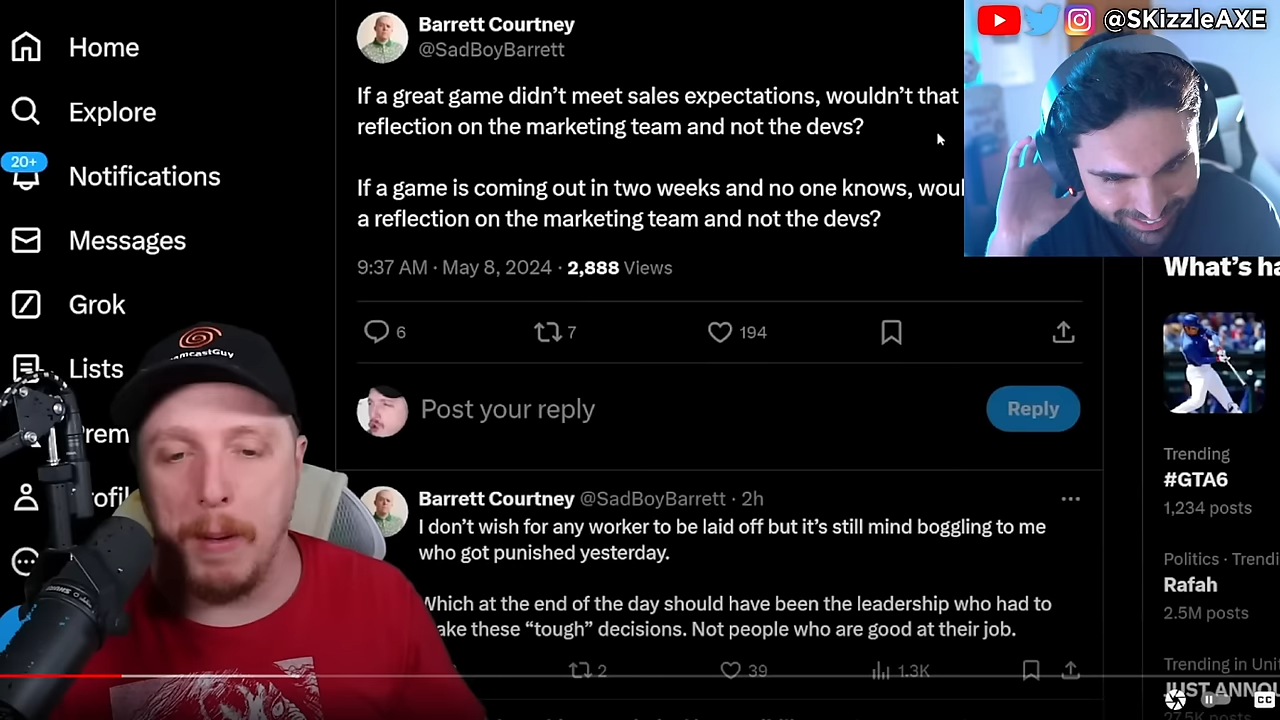 @SKizzleAXE
Home
Explore
20+
Notifications
Messages
Grok
Lists
Barrett Courtney
@SadBoyBarrett
If a great game didn't meet sales expectations, wouldn't that
reflection on the marketing team and not the devs?
If a game is coming out in two weeks and no one knows,
a reflection on the marketing team and not the devs?
9:37 AM · May 8, 2024 · 2,888 Views
6
7
194
Post your reply
Reply
Barrett Courtney @SadBoyBarrett · 2h
I don't wish for any worker to be laid off but it's still mind boggling to me
who got punished yesterday.
Which at the end of the day should have been the leadership who had to
these "tough" decisions. Not people who are good at their job.
2
39
1.3K
What's
Trending
#GTA6
1,234 posts
Politics ·
Rafah
2.5M posts
Trending in
JUST
CC